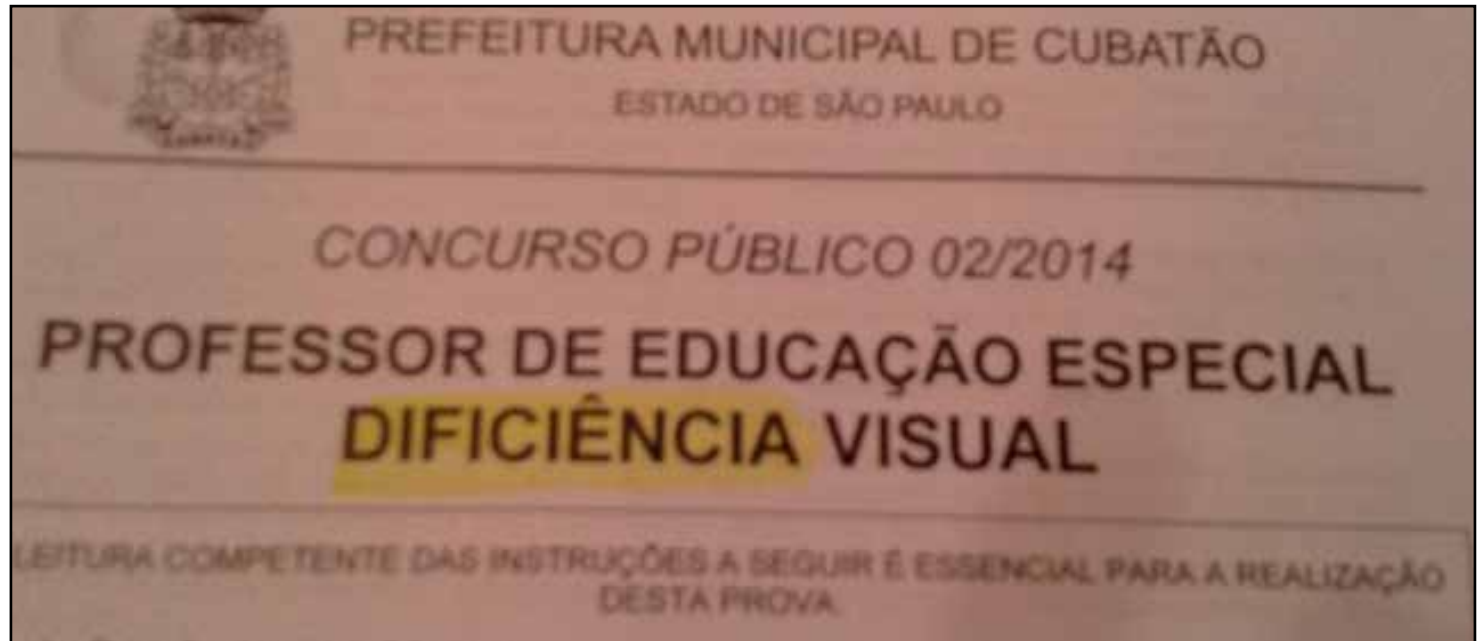 PREFEITURA MUNICIPAL DE CUBATÃO
ESTADO DE SÃO PAULO
CONCURSO PÚBLICO 02/2014
PROFESSOR DE EDUCAÇÃO ESPECIAL
DIFICIÊNCIA VISUAL
LEITURA COMPETENTE DAS INSTRUÇÕES A SEGUIR É ESSENCIAL PARA A REALIZAÇÃO
DESTA PROVA.